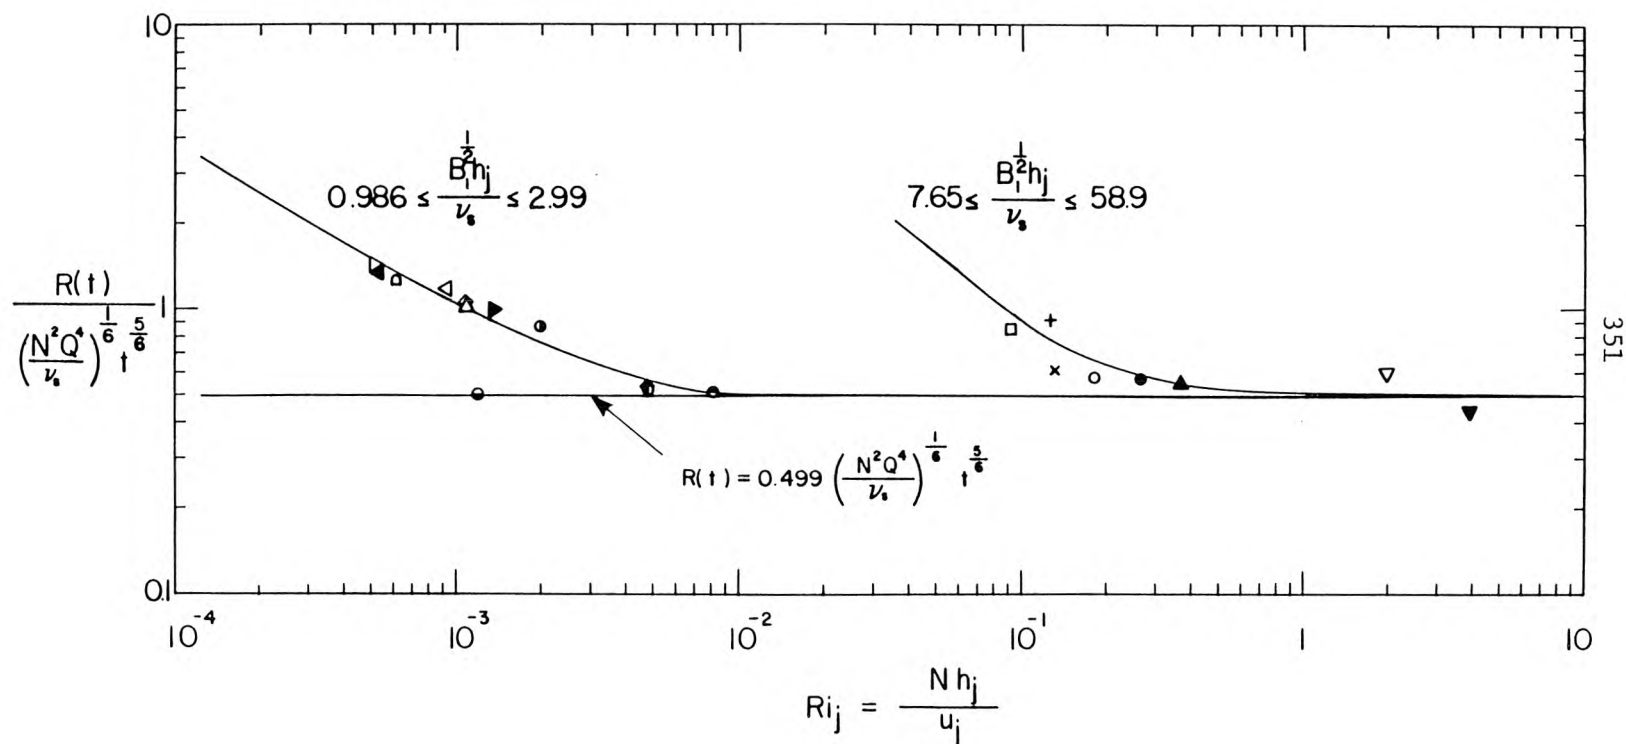 10
1
0.1
R(t)
(N²Q⁴/νₛ)^1/6 t^5/6
0.986 ≤ B₁^1/2 hⱼ/νₛ ≤ 2.99
7.65 ≤ B₁^1/2 hⱼ/νₛ ≤ 58.9
R(t) = 0.499 (N²Q⁴/νₛ)^1/6 t^5/6
10⁻⁴ 10⁻³ 10⁻² 10⁻¹ 1 10
Riⱼ = N hⱼ/uⱼ
351